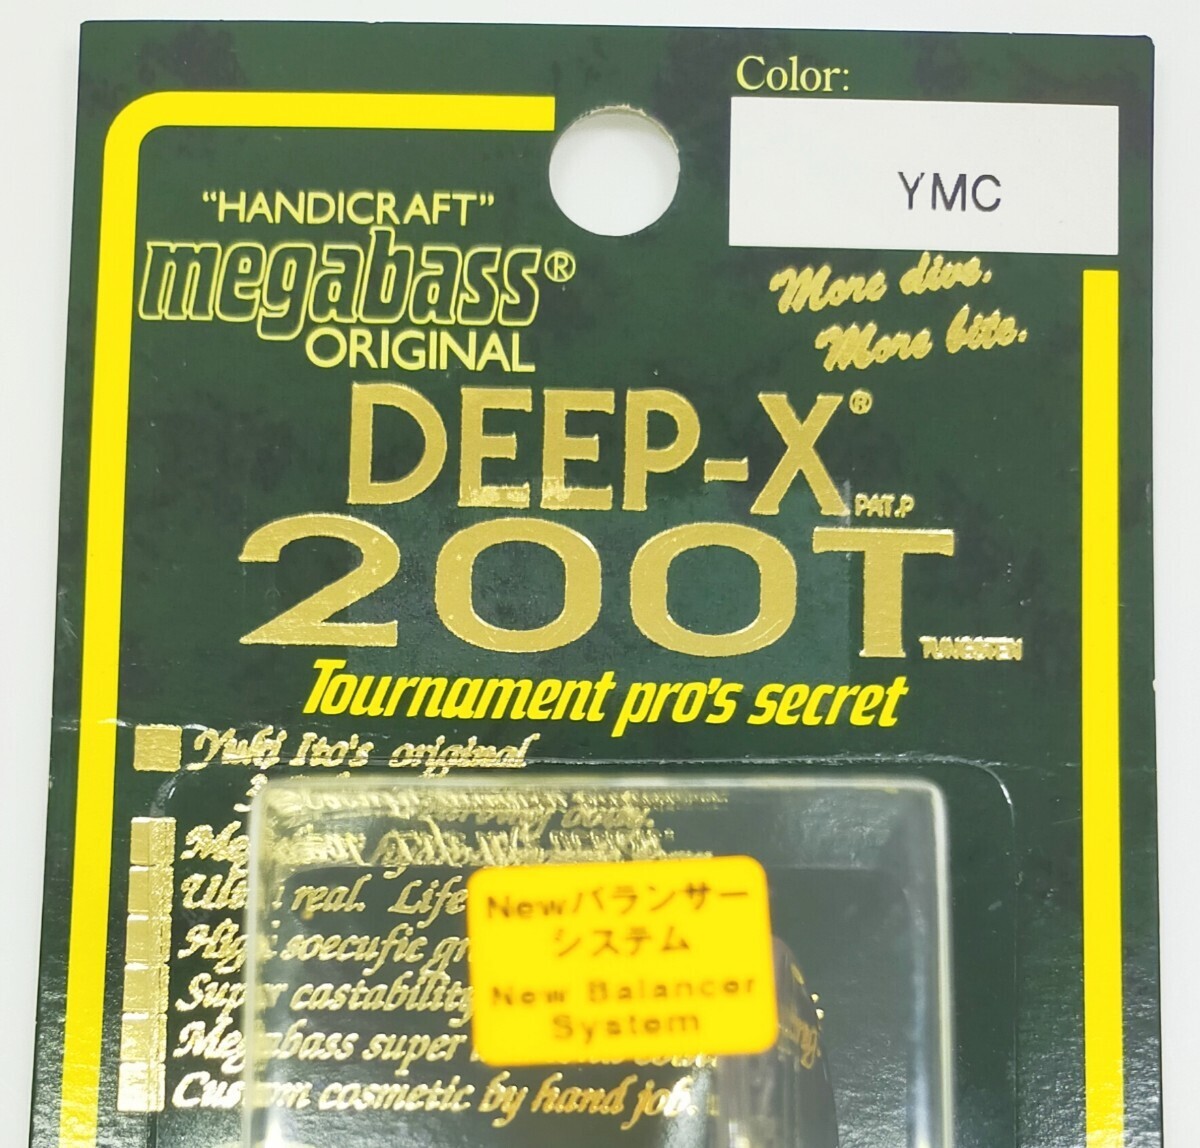 Color:
YMC
"HANDICRAFT"
megabass®
ORIGINAL
More dive.
More bite.
DEEP-X®
PAT.P
200T
TUNGSTEN
Tournament pro's secret
Yuki Ito's original
body.
Ultra real. Life
High soecufic gr
Super castability
Megabass super
Custom cosmetic by hand job.
Newバランサー
システム
New Balancer
System